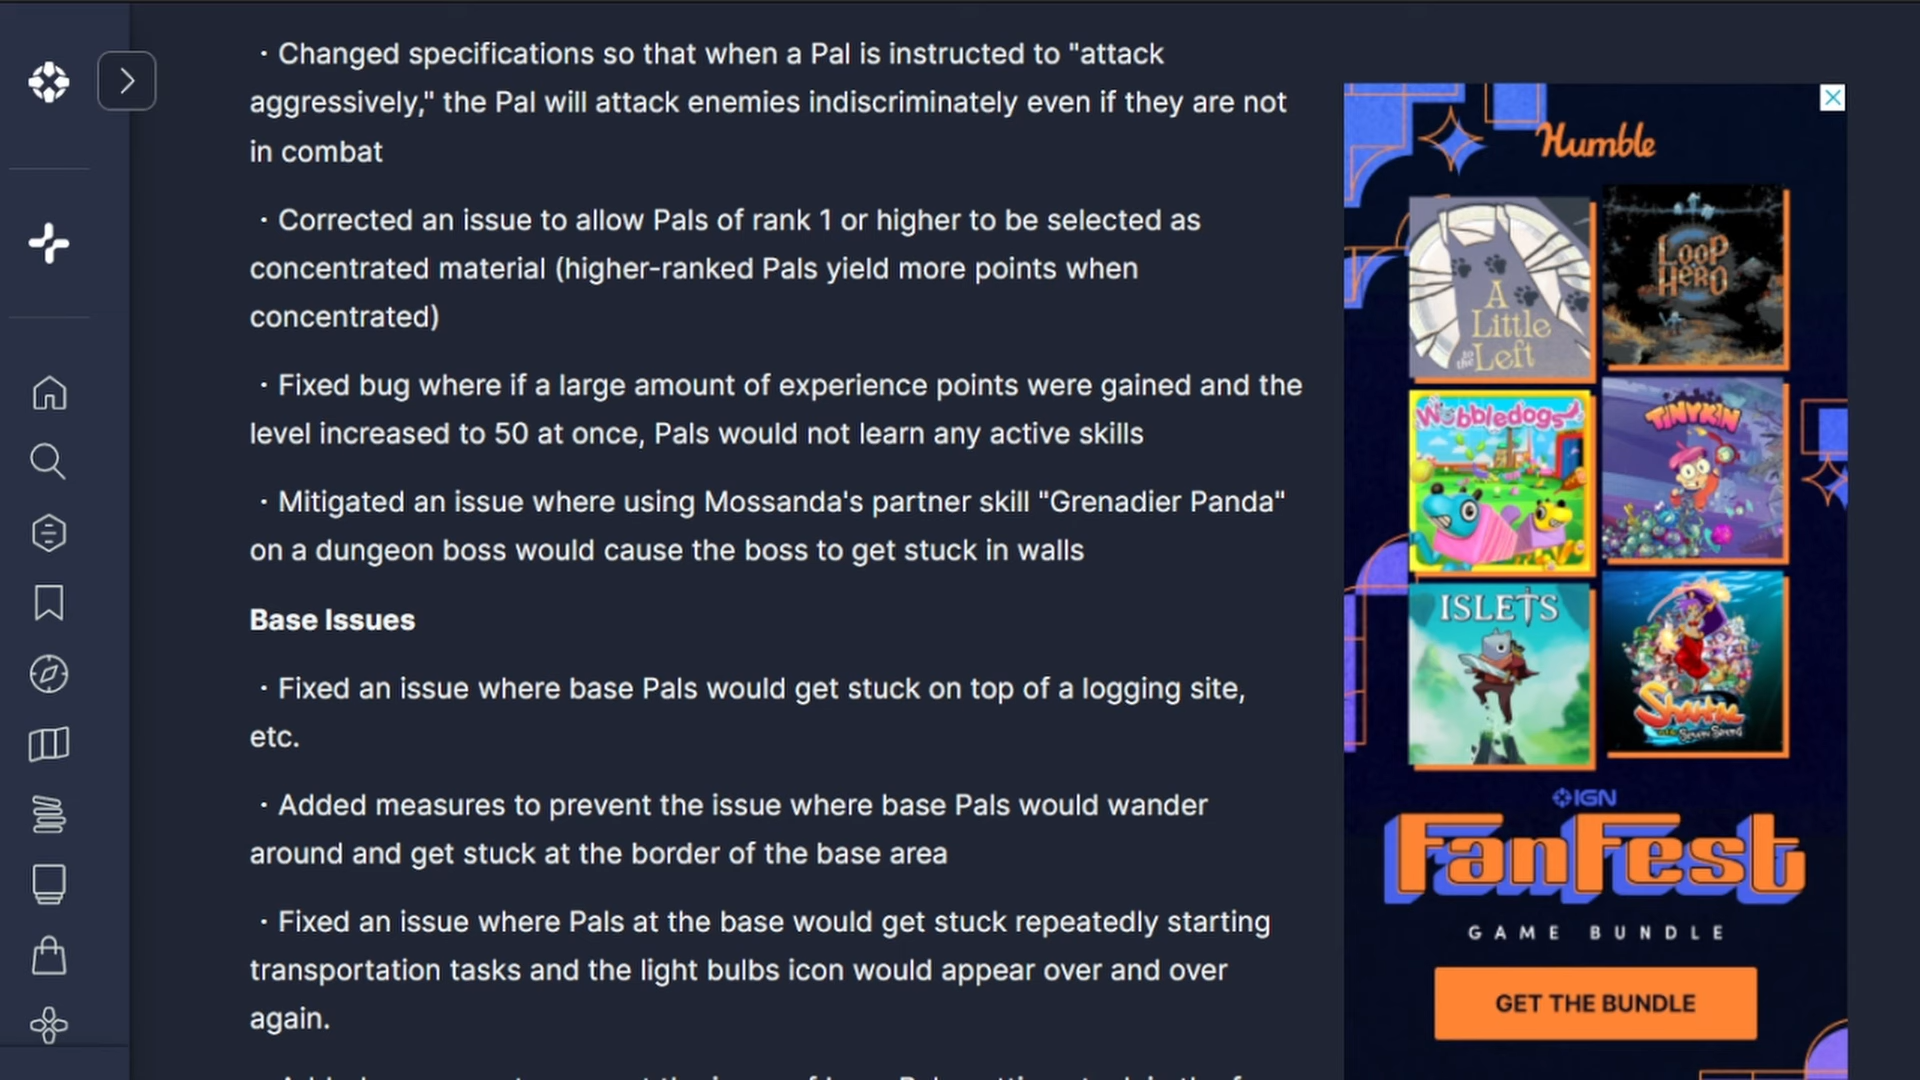 · Changed specifications so that when a Pal is instructed to "attack
aggressively," the Pal will attack enemies indiscriminately even if they are not
in combat
· Corrected an issue to allow Pals of rank 1 or higher to be selected as
concentrated material (higher-ranked Pals yield more points when
concentrated)
· Fixed bug where if a large amount of experience points were gained and the
level increased to 50 at once, Pals would not learn any active skills
· Mitigated an issue where using Mossanda's partner skill "Grenadier Panda"
on a dungeon boss would cause the boss to get stuck in walls
Base Issues
· Fixed an issue where base Pals would get stuck on top of a logging site,
etc.
· Added measures to prevent the issue where base Pals would wander
around and get stuck at the border of the base area
· Fixed an issue where Pals at the base would get stuck repeatedly starting
transportation tasks and the light bulbs icon would appear over and over
again.
Humble
A
Little
to the
Left
LOOP
HERO
Wobbledogs
TINYKIN
ISLETS
Shantae
and the Seven Sirens
IGN
FanFest
GAME BUNDLE
GET THE BUNDLE